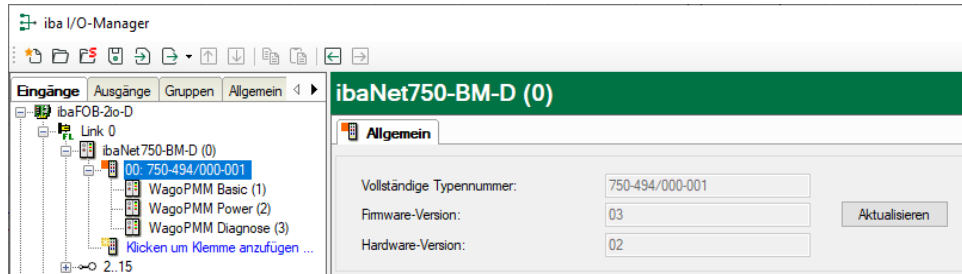 iba I/O-Manager
Eingänge Ausgänge Gruppen Allgemein
ibaNet750-BM-D (0)
Allgemein
ibaFOB-2io-D
FL Link 0
ibaNet750-BM-D (0)
00: 750-494/000-001
WagoPMM Basic (1)
WagoPMM Power (2)
WagoPMM Diagnose (3)
Klicken um Klemme anzufügen ...
2..15
Vollständige Typennummer: 750-494/000-001
Firmware-Version: 03 Aktualisieren
Hardware-Version: 02